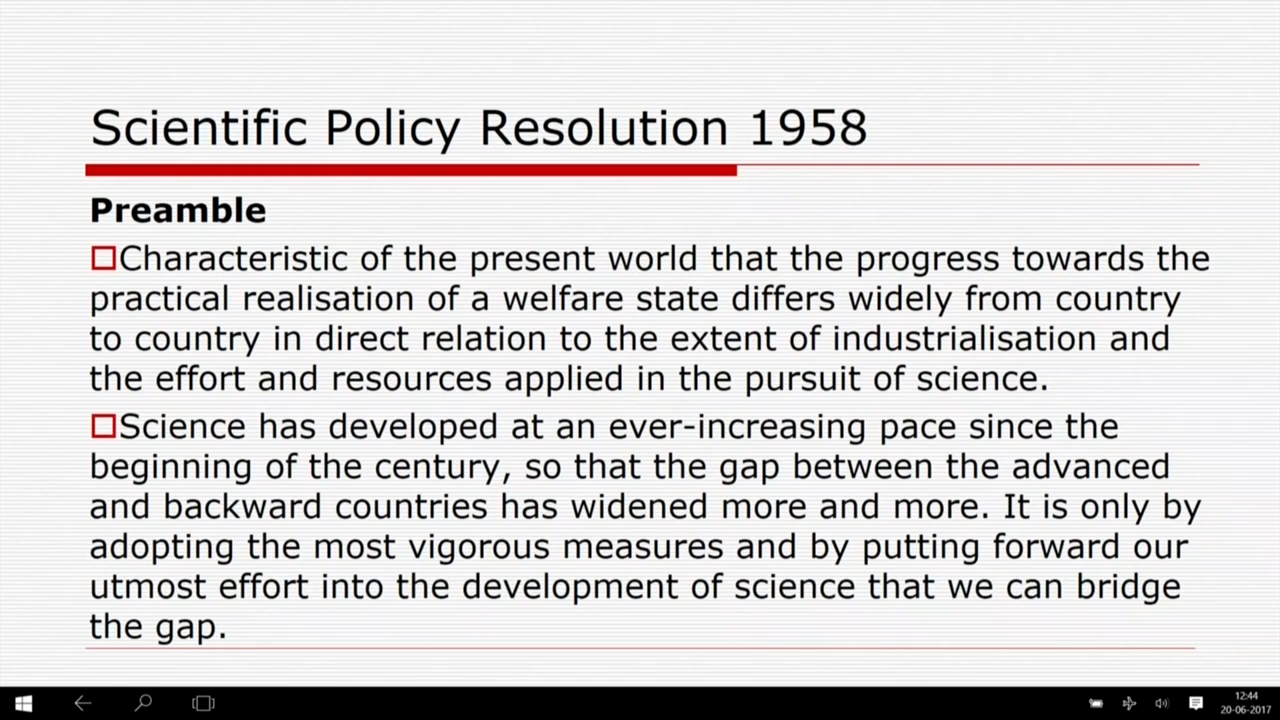 Scientific Policy Resolution 1958
Preamble
Characteristic of the present world that the progress towards the
practical realisation of a welfare state differs widely from country
to country in direct relation to the extent of industrialisation and
the effort and resources applied in the pursuit of science.
Science has developed at an ever-increasing pace since the
beginning of the century, so that the gap between the advanced
and backward countries has widened more and more. It is only by
adopting the most vigorous measures and by putting forward our
utmost effort into the development of science that we can bridge
the gap.
12:44
20-06-2017